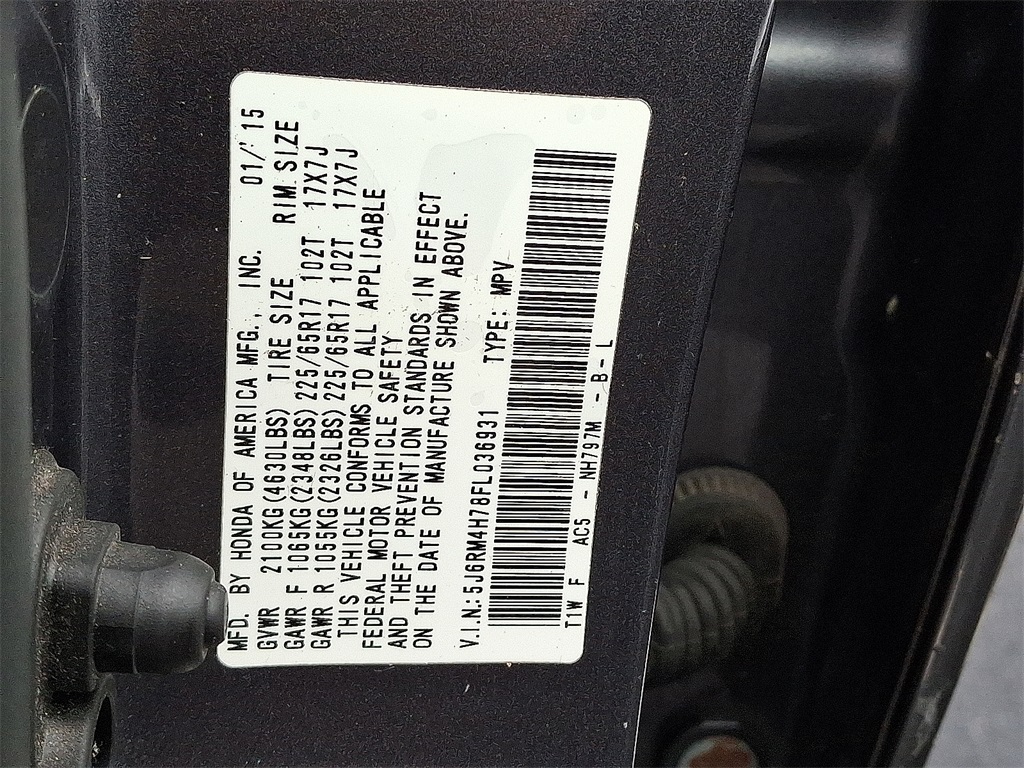 MFD. BY HONDA OF AMERICA MFG., INC. 01/'15
GVWR 2100KG(4630LBS) TIRE SIZE RIM SIZE
GAWR F 1065KG(2348LBS) 225/65R17 102T 17X7J
GAWR R 1055KG(2326LBS) 225/65R17 102T 17X7J
THIS VEHICLE CONFORMS TO ALL APPLICABLE
FEDERAL MOTOR VEHICLE SAFETY
AND THEFT PREVENTION STANDARDS IN EFFECT
ON THE DATE OF MANUFACTURE SHOWN ABOVE.
V.I.N.: 5J6RM4H78FL036931 TYPE: MPV
T1W F AC5 - NH797M - B - L